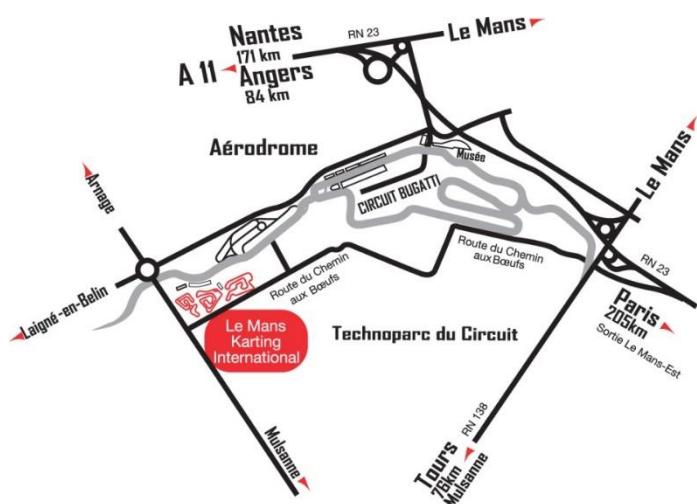 Nantes
171 km
RN 23
Le Mans
A 11
Angers
84 km
Aérodrome
Musée
Arnage
Le Mans
CIRCUIT BUGATTI
Route du Chemin
aux Bœufs
RN 23
Route du Chemin
aux Bœufs
Laigné-en-Belin
Paris
205km
Sortie Le Mans-Est
Le Mans
Karting
International
Technoparc du Circuit
RN 138
Mulsanne
Tours
76km
Mulsanne